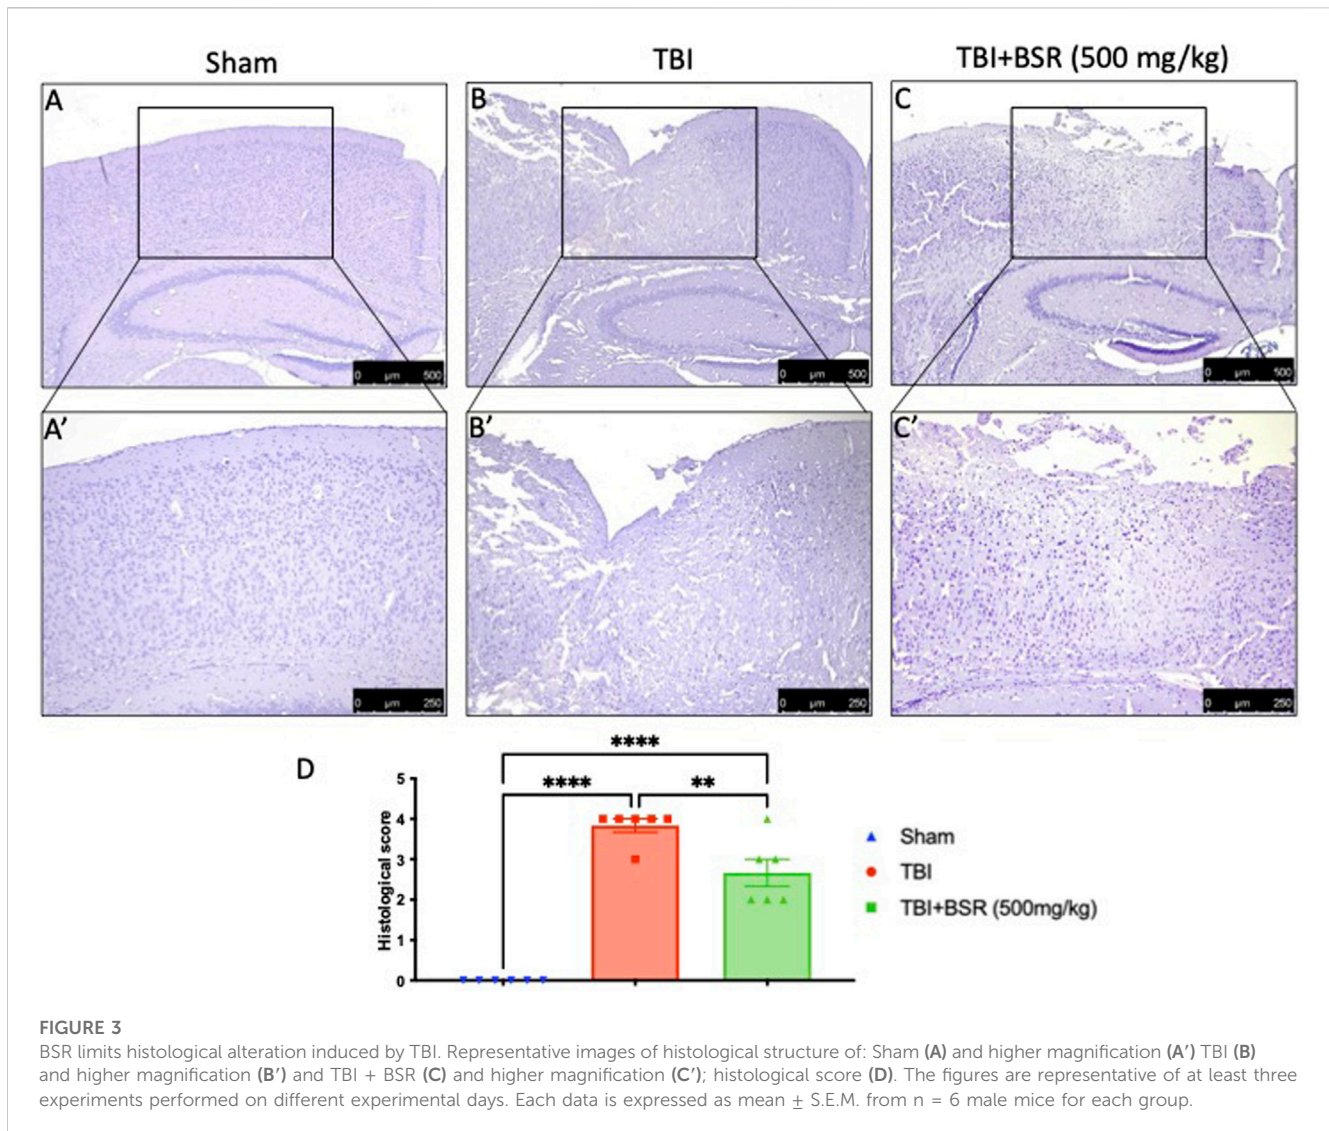 Sham
TBI
TBI+BSR (500 mg/kg)
A
B
C
0 µm 500
0 µm 500
0 µm 500
A’
B’
C’
0 µm 250
0 µm 250
0 µm 250
D
****
****
**
Histological score
5
4
3
2
1
0
Sham
TBI
TBI+BSR (500mg/kg)
FIGURE 3
BSR limits histological alteration induced by TBI. Representative images of histological structure of: Sham (A) and higher magnification (A’) TBI (B)
and higher magnification (B’) and TBI + BSR (C) and higher magnification (C’); histological score (D). The figures are representative of at least three
experiments performed on different experimental days. Each data is expressed as mean ± S.E.M. from n = 6 male mice for each group.